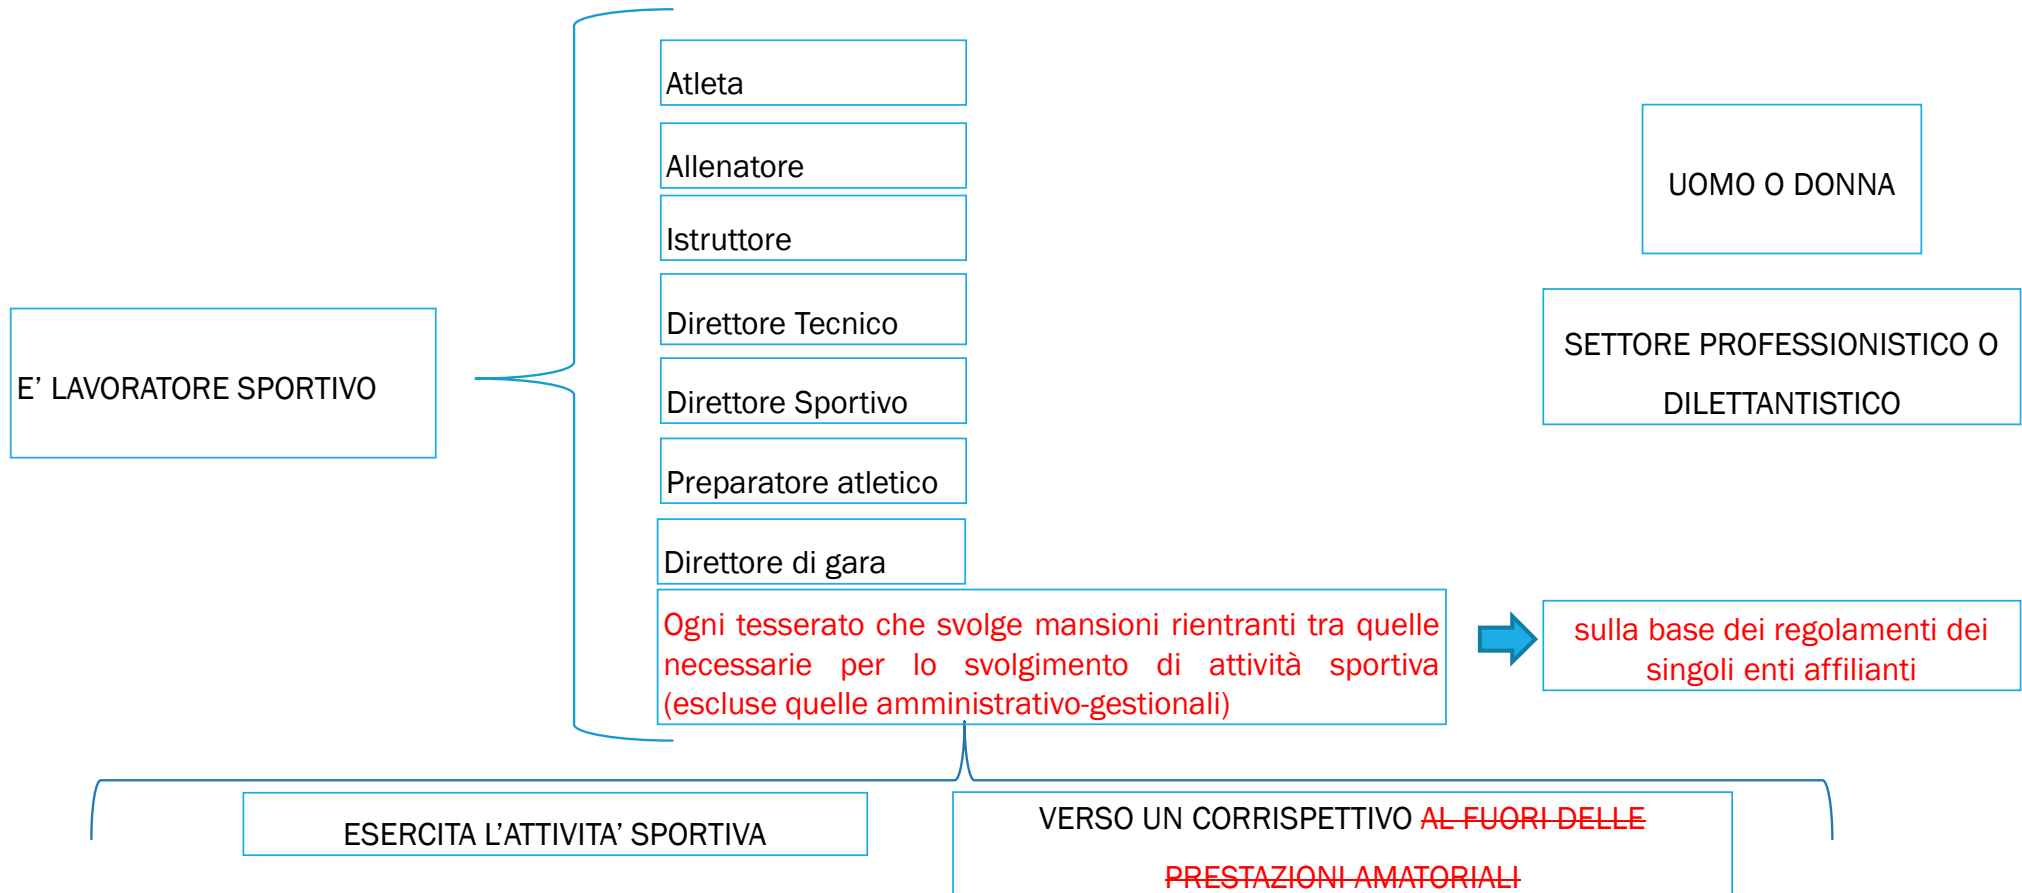 Atleta
Allenatore
Istruttore
Direttore Tecnico
Direttore Sportivo
Preparatore atletico
Direttore di gara
Ogni tesserato che svolge mansioni rientranti tra quelle
necessarie per lo svolgimento di attività sportiva
(escluse quelle amministrativo-gestionali)
E’ LAVORATORE SPORTIVO
UOMO O DONNA
SETTORE PROFESSIONISTICO O
DILETTANTISTICO
sulla base dei regolamenti dei
singoli enti affilianti
ESERCITA L’ATTIVITA’ SPORTIVA
VERSO UN CORRISPETTIVO AL FUORI DELLE
PRESTAZIONI AMATORIALI